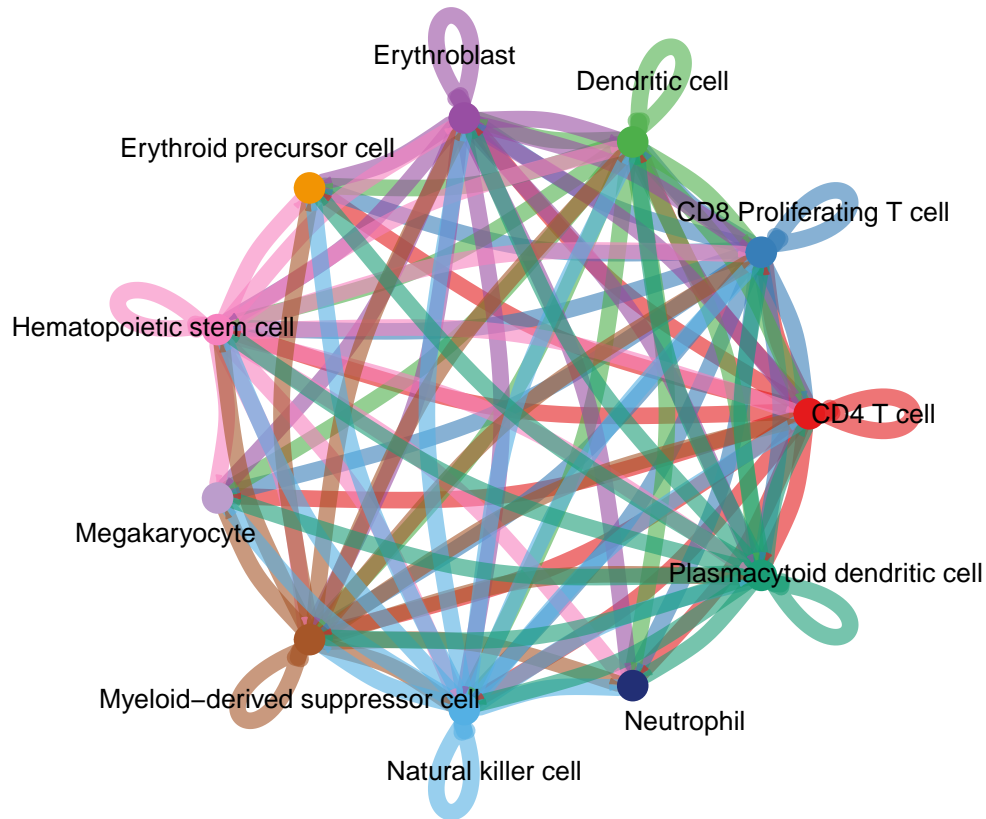 Erythroblast
Dendritic cell
Erythroid precursor cell
CD8 Proliferating T cell
Hematopoietic stem cell
CD4 T cell
Megakaryocyte
Plasmacytoid dendritic cell
Myeloid−derived suppressor cell
Neutrophil
Natural killer cell